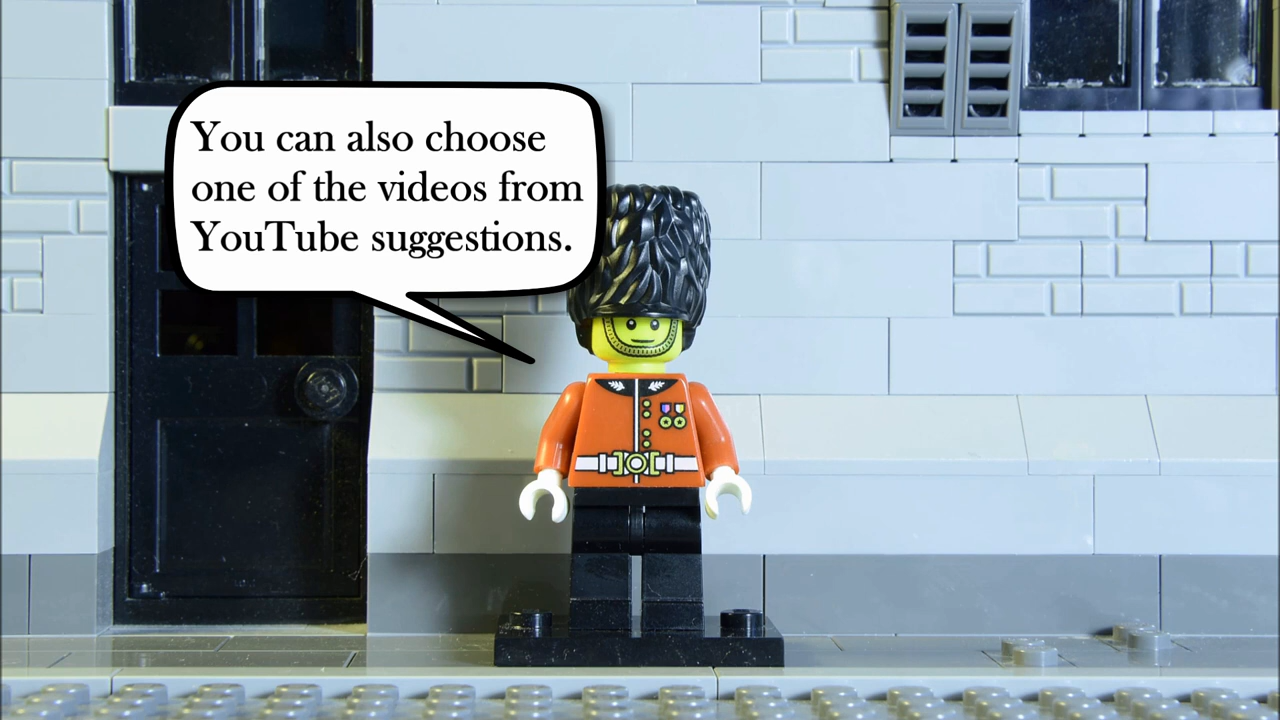 You can also choose
one of the videos from
YouTube suggestions.